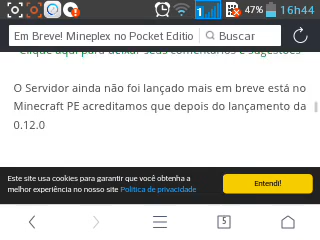 47% 16h44
Em Breve! Mineplex no Pocket Editio Buscar
Clique aqui para deixar seus comentários e sugestões
O Servidor ainda não foi lançado mais em breve está no
Minecraft PE acreditamos que depois do lançamento da
0.12.0
Este site usa cookies para garantir que você obtenha a
melhor experiência no nosso site Política de privacidade
Entendi!
5